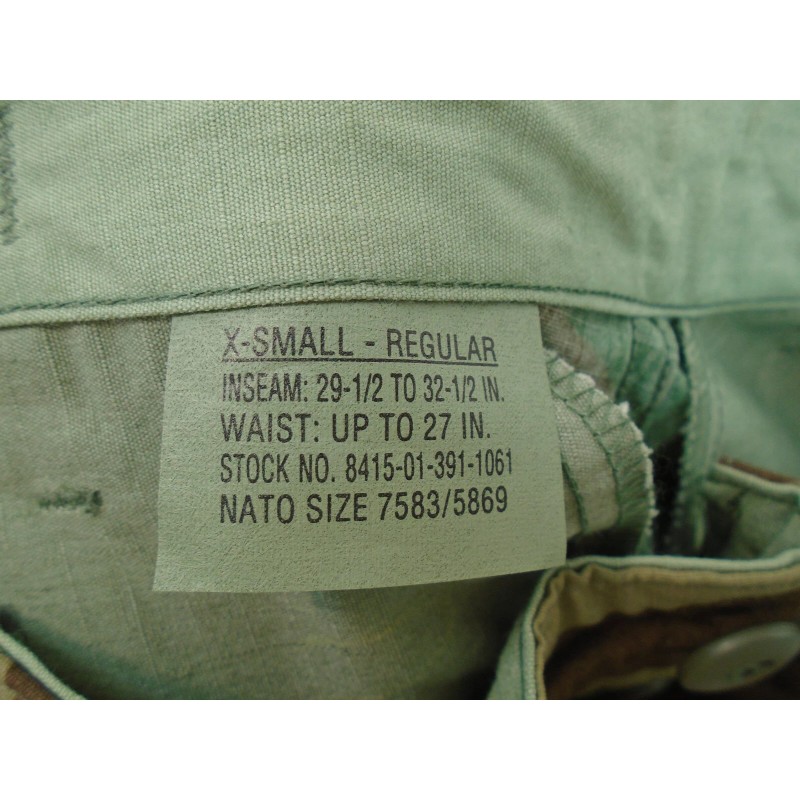 X-SMALL - REGULAR
INSEAM: 29-1/2 TO 32-1/2 IN.
WAIST: UP TO 27 IN.
STOCK NO. 8415-01-391-1061
NATO SIZE 7583/5869